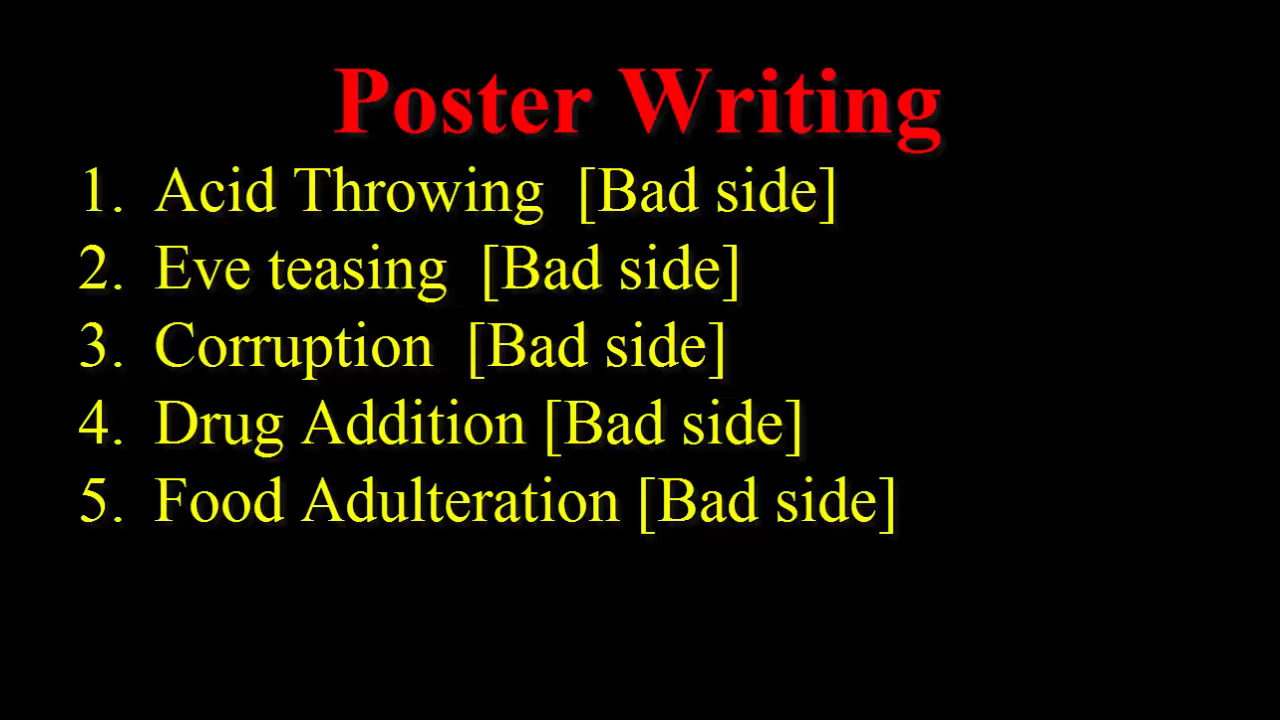 Poster Writing
1. Acid Throwing [Bad side]
2. Eve teasing [Bad side]
3. Corruption [Bad side]
4. Drug Addition [Bad side]
5. Food Adulteration [Bad side]